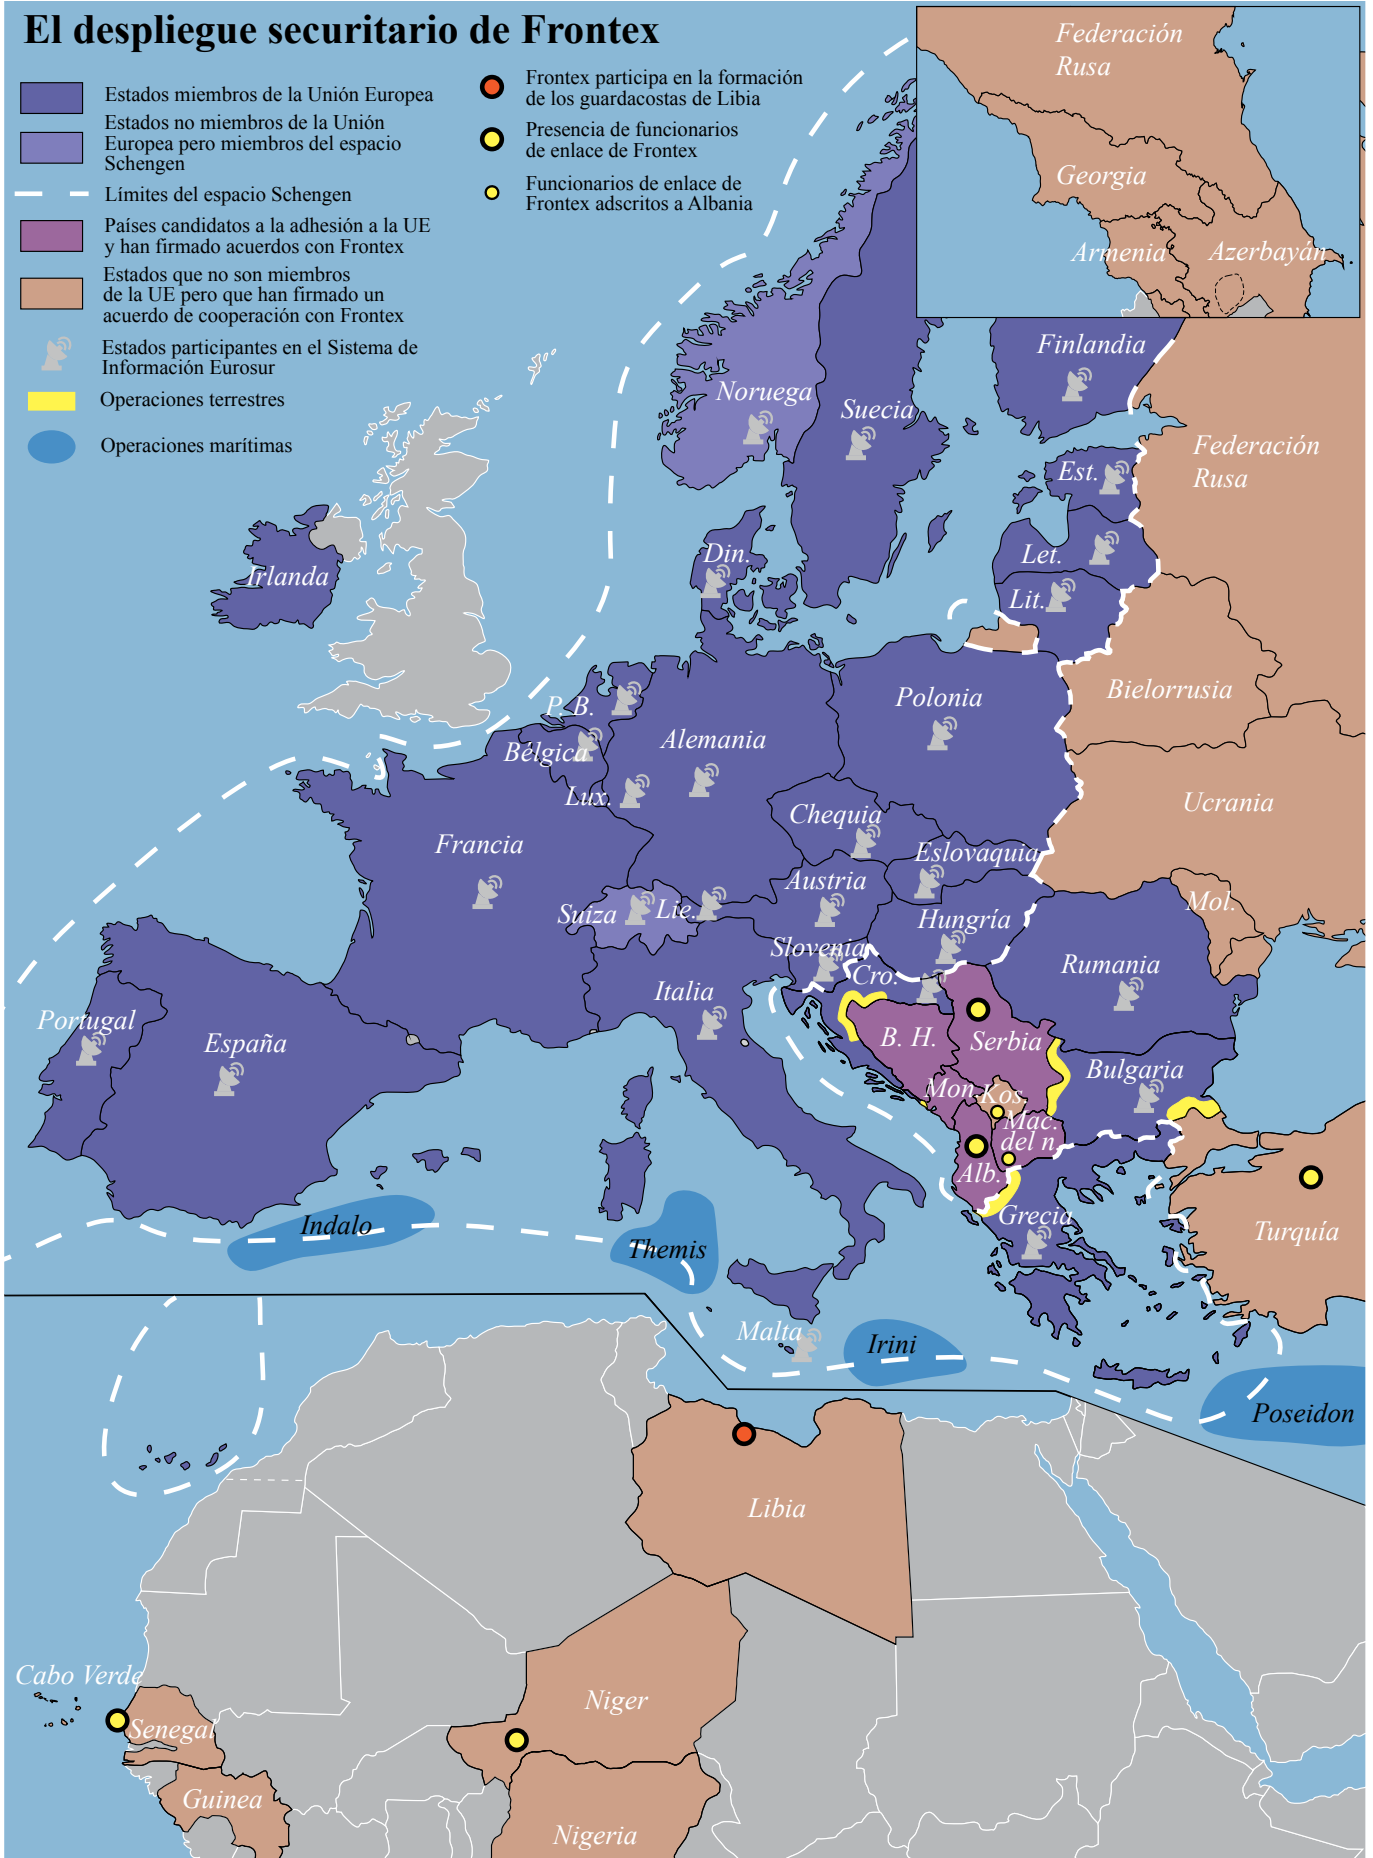 El despliegue securitario de Frontex
Estados miembros de la Unión Europea
Estados no miembros de la Unión
Europea pero miembros del espacio
Schengen
Límites del espacio Schengen
Países candidatos a la adhesión a la UE
y han firmado acuerdos con Frontex
Estados que no son miembros
de la UE pero que han firmado un
acuerdo de cooperación con Frontex
Estados participantes en el Sistema de
Información Eurosur
Operaciones terrestres
Operaciones marítimas
Frontex participa en la formación
de los guardacostas de Libia
Presencia de funcionarios
de enlace de Frontex
Funcionarios de enlace de
Frontex adscritos a Albania
Federación
Rusa
Georgia
Armenia
Azerbayán
Finlandia
Noruega
Suecia
Federación
Rusa
Est.
Din.
Let.
Irlanda
Lit.
Bielorrusia
Polonia
P. B.
Alemania
Bélgica
Lux.
Ucrania
Chequia
Francia
Eslovaquia
Austria
Mol.
Suiza
Lie.
Hungría
Slovenia
Cro.
Rumania
Italia
Portugal
España
B. H.
Serbia
Bulgaria
Mon.
Kos.
Mac.
del n.
Alb.
Grecia
Turquía
Indalo
Themis
Malta
Irini
Poseidon
Libia
Cabo Verde
Senegal
Niger
Guinea
Nigeria